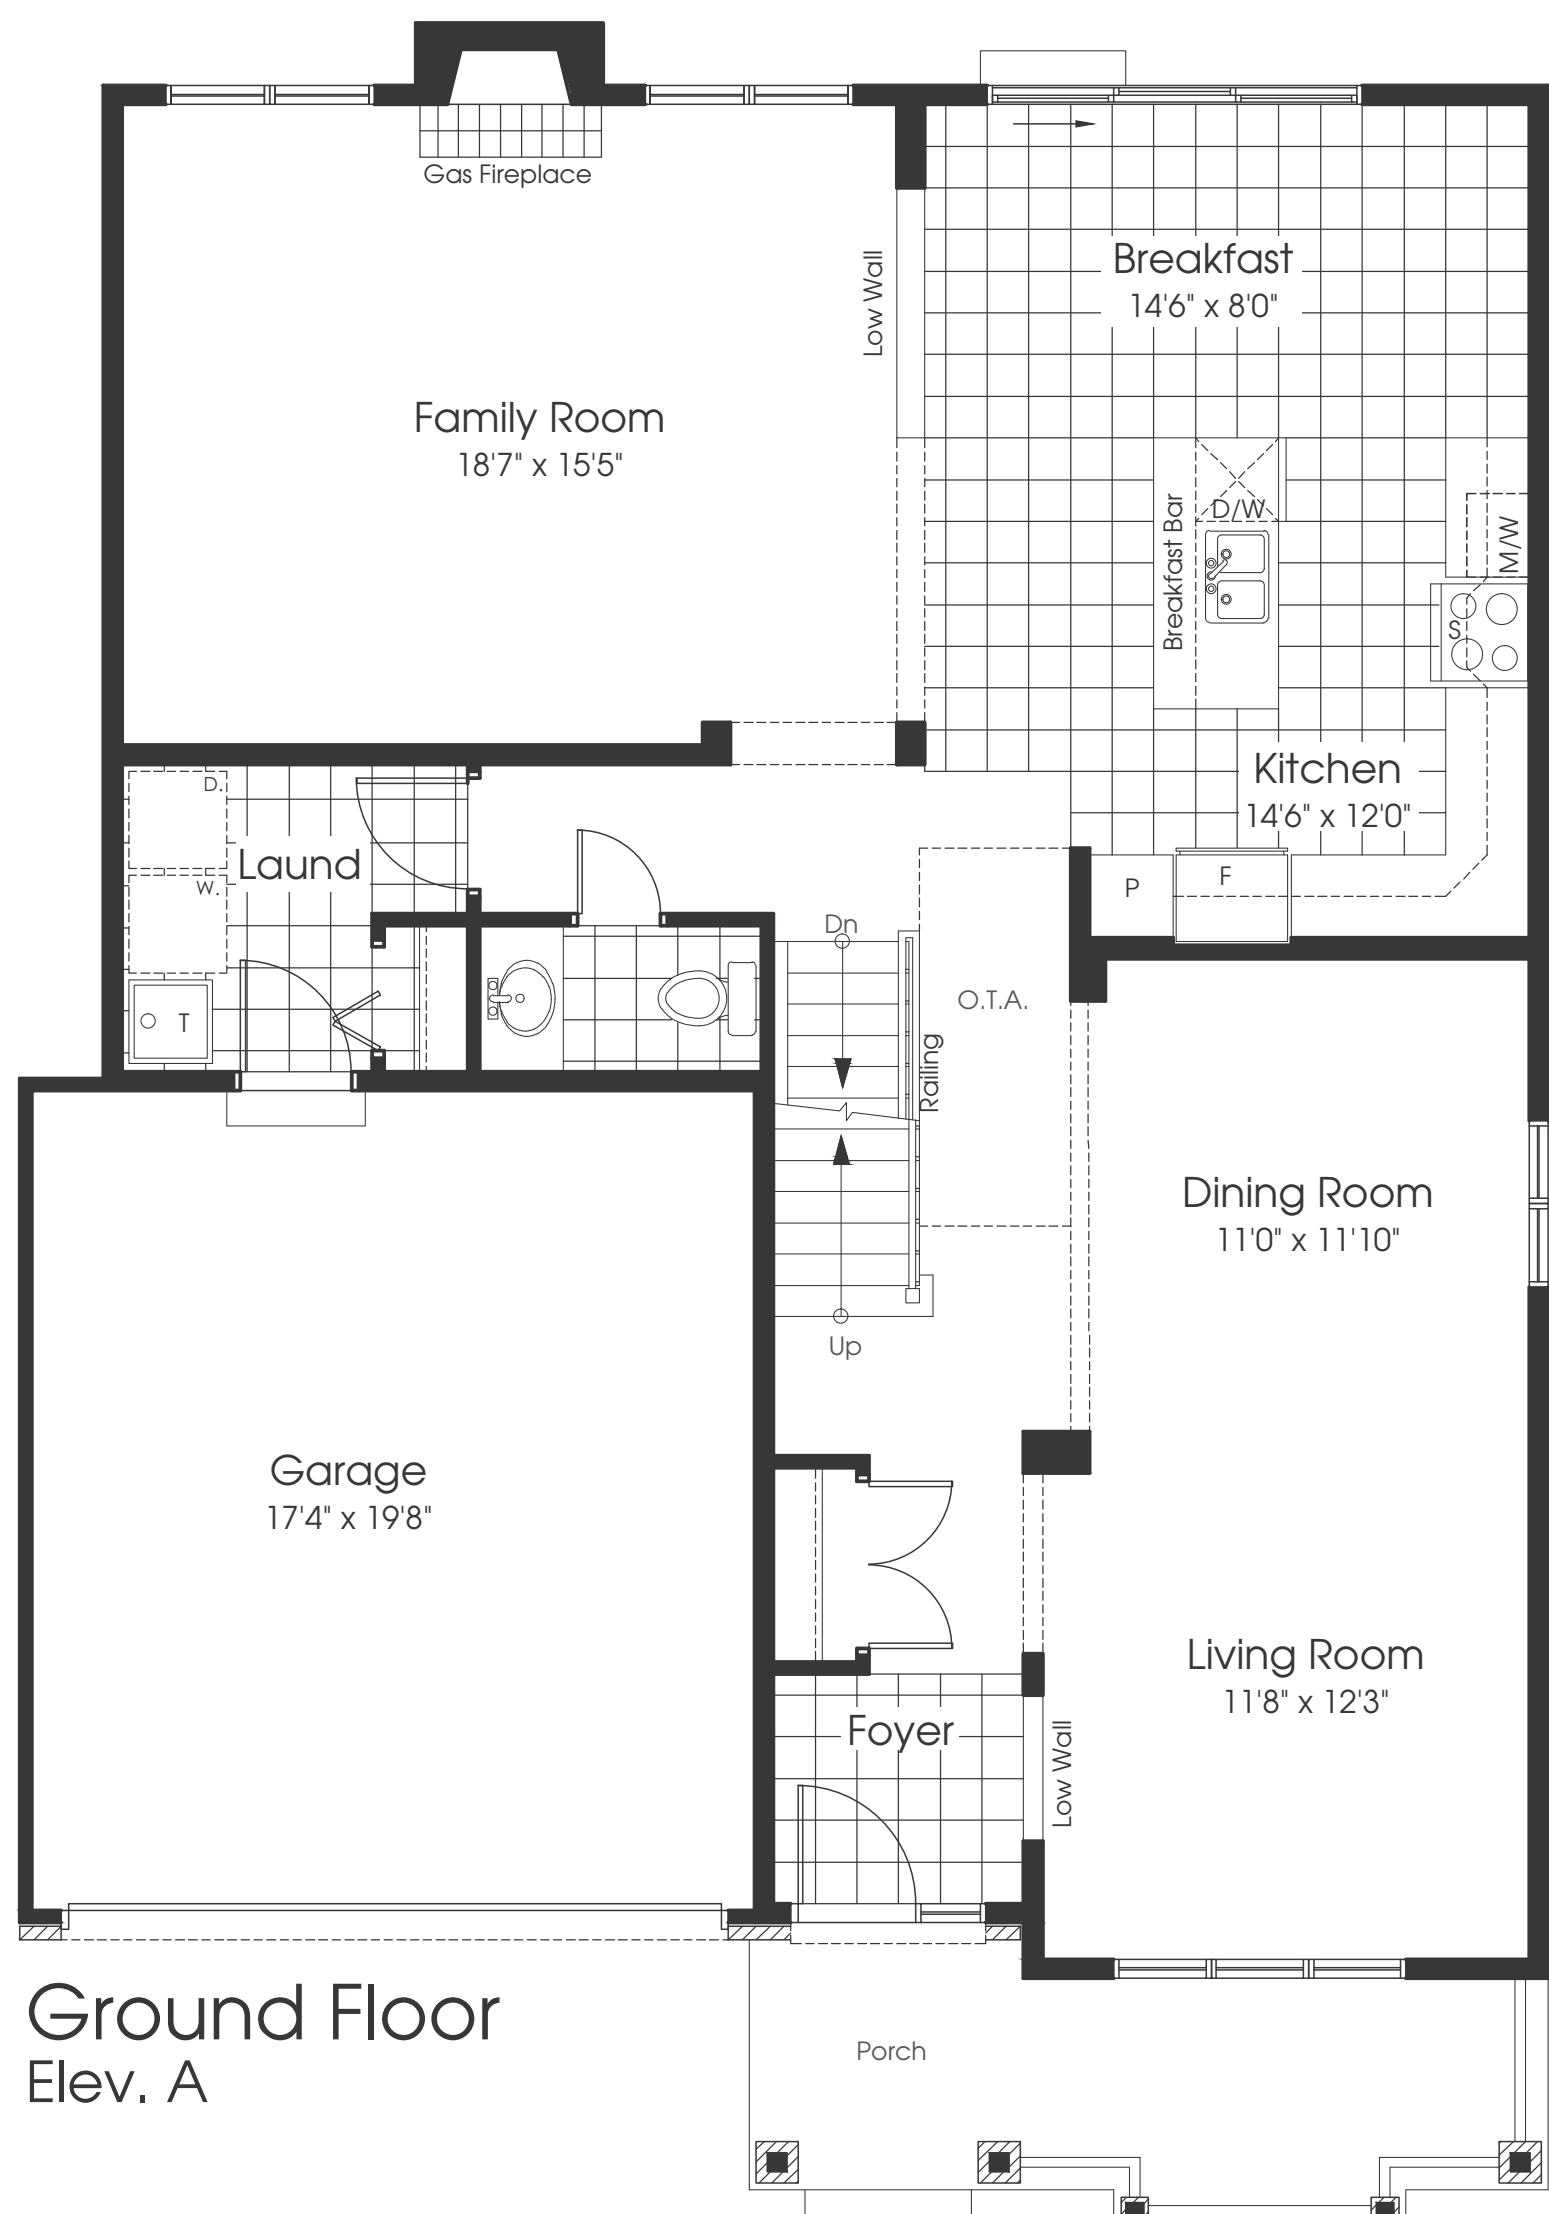 Gas Fireplace
Low Wall
Breakfast
14'6" x 8'0"
Family Room
18'7" x 15'5"
Breakfast Bar
D/W
M/W
S
Kitchen
14'6" x 12'0"
D.
W.
Laund
T
P
F
Dn
O.T.A.
Railing
Up
Dining Room
11'0" x 11'10"
Garage
17'4" x 19'8"
Living Room
11'8" x 12'3"
Foyer
Low Wall
Ground Floor
Elev. A
Porch